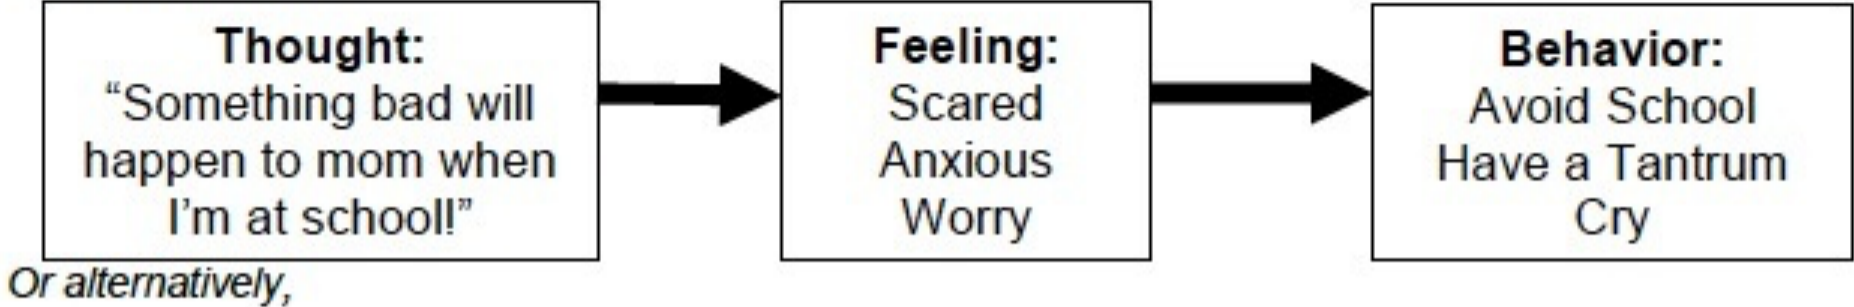 Thought:
“Something bad will
happen to mom when
I’m at school!”
Feeling:
Scared
Anxious
Worry
Behavior:
Avoid School
Have a Tantrum
Cry
Or alternatively,